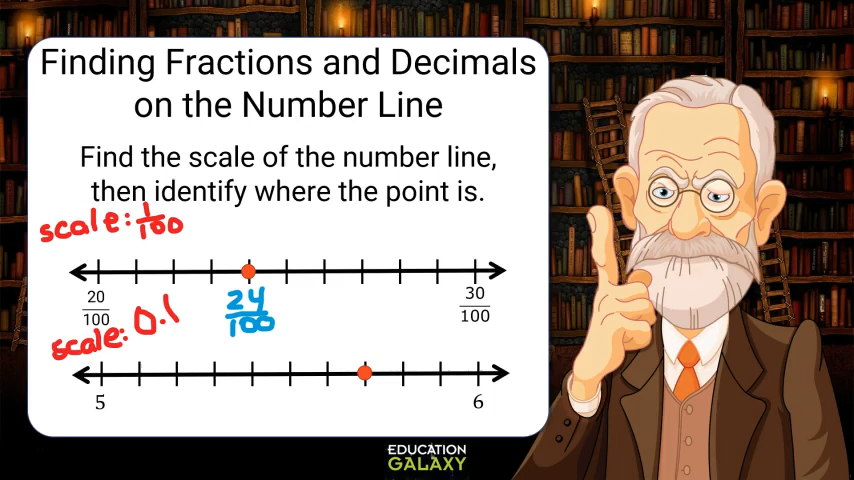 Finding Fractions and Decimals
on the Number Line
Find the scale of the number line,
then identify where the point is.
scale: 1/100
20/100 24/100 30/100
scale: 0.1
5 6
EDUCATION
GALAXY